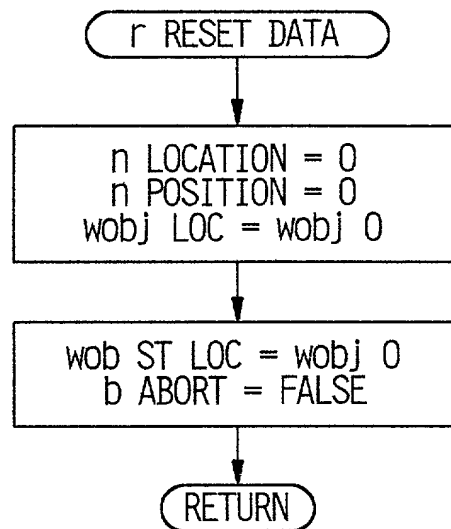 r RESET DATA
n LOCATION = 0
n POSITION = 0
wobj LOC = wobj 0
wob ST LOC = wobj 0
b ABORT = FALSE
RETURN